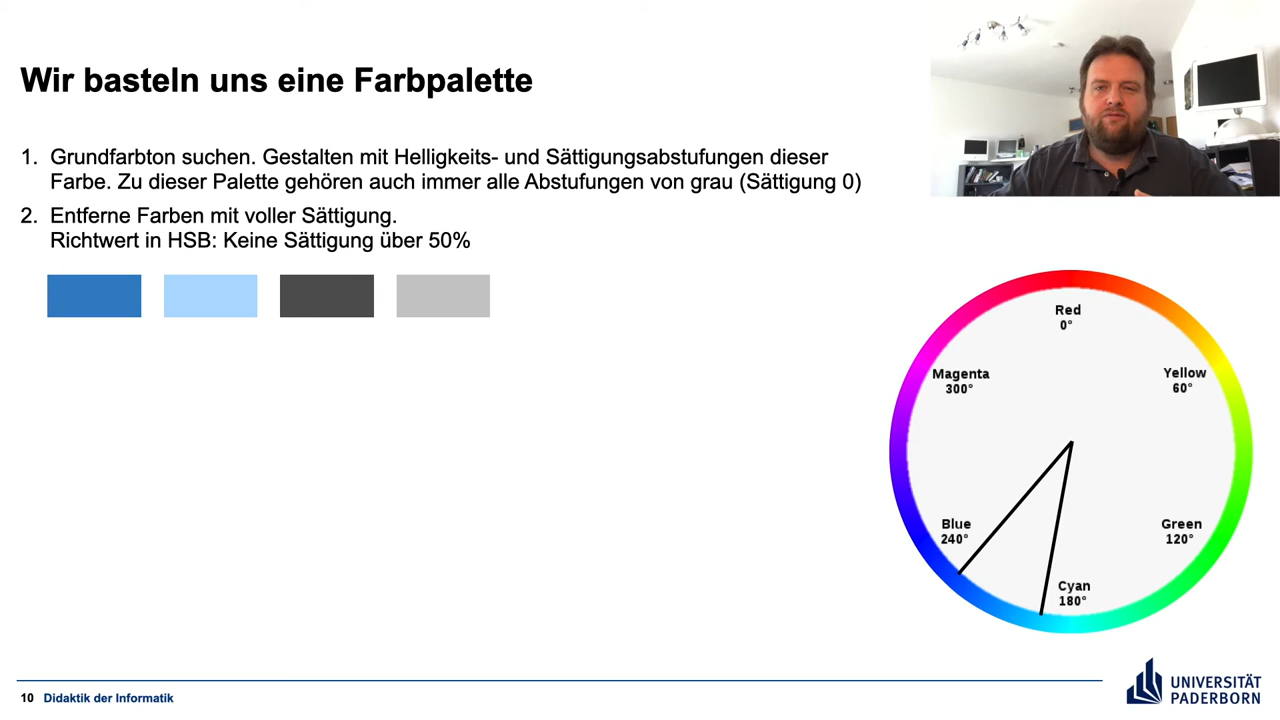 Wir basteln uns eine Farbpalette
1. Grundfarbton suchen. Gestalten mit Helligkeits- und Sättigungsabstufungen dieser
Farbe. Zu dieser Palette gehören auch immer alle Abstufungen von grau (Sättigung 0)
2. Entferne Farben mit voller Sättigung.
Richtwert in HSB: Keine Sättigung über 50%
Red
0°
Magenta
300°
Yellow
60°
Blue
240°
Green
120°
Cyan
180°
10 Didaktik der Informatik
UNIVERSITÄT
PADERBORN